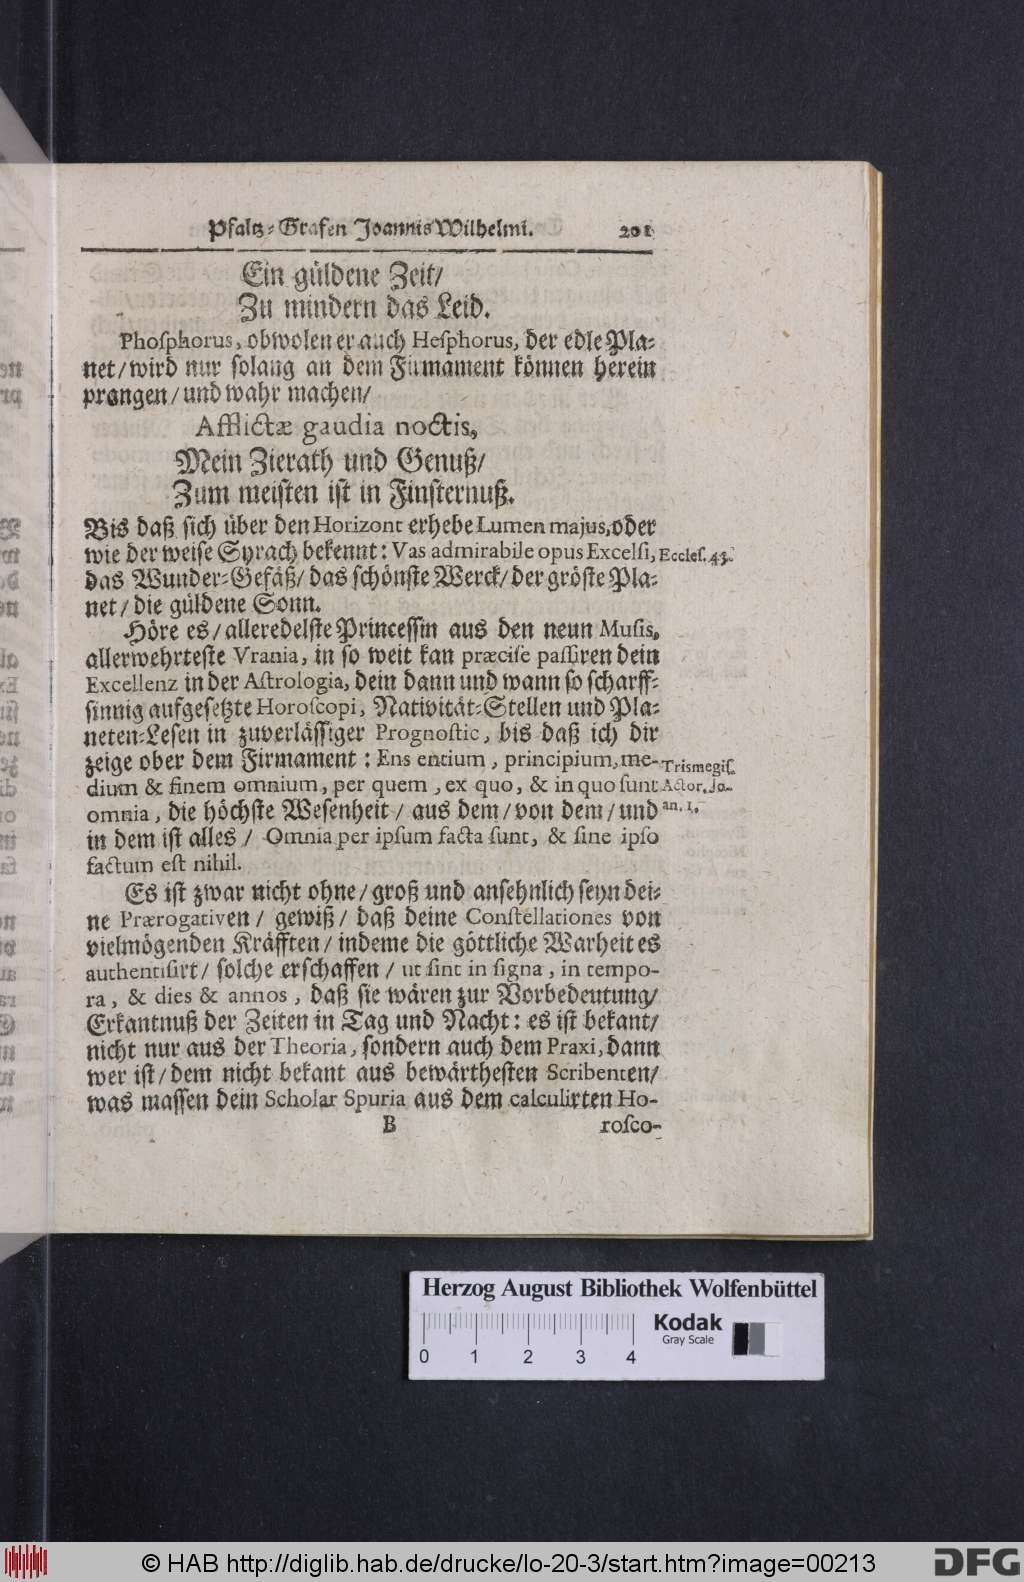 Pfaltz-Grafen Joannis Wilhelmi. 201
Ein güldene Zeit/
Zu mindern das Leid.
Phoſphorus, obwolen er auch Heſphorus, der edle Pla-
net/ wird nur ſolang an dem Firmament können herein
prangen/ und wahr machen/
Afflictæ gaudia noctis,
Mein Zierath und Genuß/
Zum meiſten iſt in Finſternuß.
Bis daß ſich über den Horizont erhebe Lumen majus, oder
wie der weiſe Syrach bekennt: Vas admirabile opus Excelſi, Eccleſ. 43.
das Wunder-Gefäß/ das ſchönſte Werck/ der gröſte Pla-
net/ die güldene Sonn.
Höre es/ alleredelſte Princeſſin aus den neun Muſis,
allerwehrteſte Vrania, in ſo weit kan præciſe paſſiren dein
Excellenz in der Aſtrologia, dein dann und wann ſo ſcharff-
ſinnig aufgeſetzte Horoſcopi, Nativität-Stellen und Pla-
neten-Leſen in zuverläſſiger Prognoſtic, bis daß ich dir
zeige ober dem Firmament: Ens entium, principium, me- Trismegiſ.
dium & finem omnium, per quem, ex quo, & in quo ſunt Actor. Jo-
omnia, die höchſte Weſenheit/ aus dem/ von dem/ und an. 1.
in dem iſt alles/ Omnia per ipſum facta ſunt, & ſine ipſo
factum est nihil.
Es iſt zwar nicht ohne/ groß und anſehnlich ſeyn dei-
ne Prærogativen/ gewiß/ daß deine Conſtellationes von
vielmögenden Kräfften/ indeme die göttliche Warheit es
authentiſirt/ ſolche erſchaffen/ ut ſint in ſigna, in tempo-
ra, & dies & annos, daß ſie wären zur Vorbedeutung/
Erkantnuß der Zeiten in Tag und Nacht: es iſt bekant/
nicht nur aus der Theoria, ſondern auch dem Praxi, dann
wer iſt/ dem nicht bekant aus bewärtheſten Scribenten/
was maſſen dein Scholar Spuria aus dem calculirten Ho-
B roſco-
Herzog August Bibliothek Wolfenbüttel
Kodak
Gray Scale
0 1 2 3 4
© HAB http://diglib.hab.de/drucke/lo-20-3/start.htm?image=00213
DFG